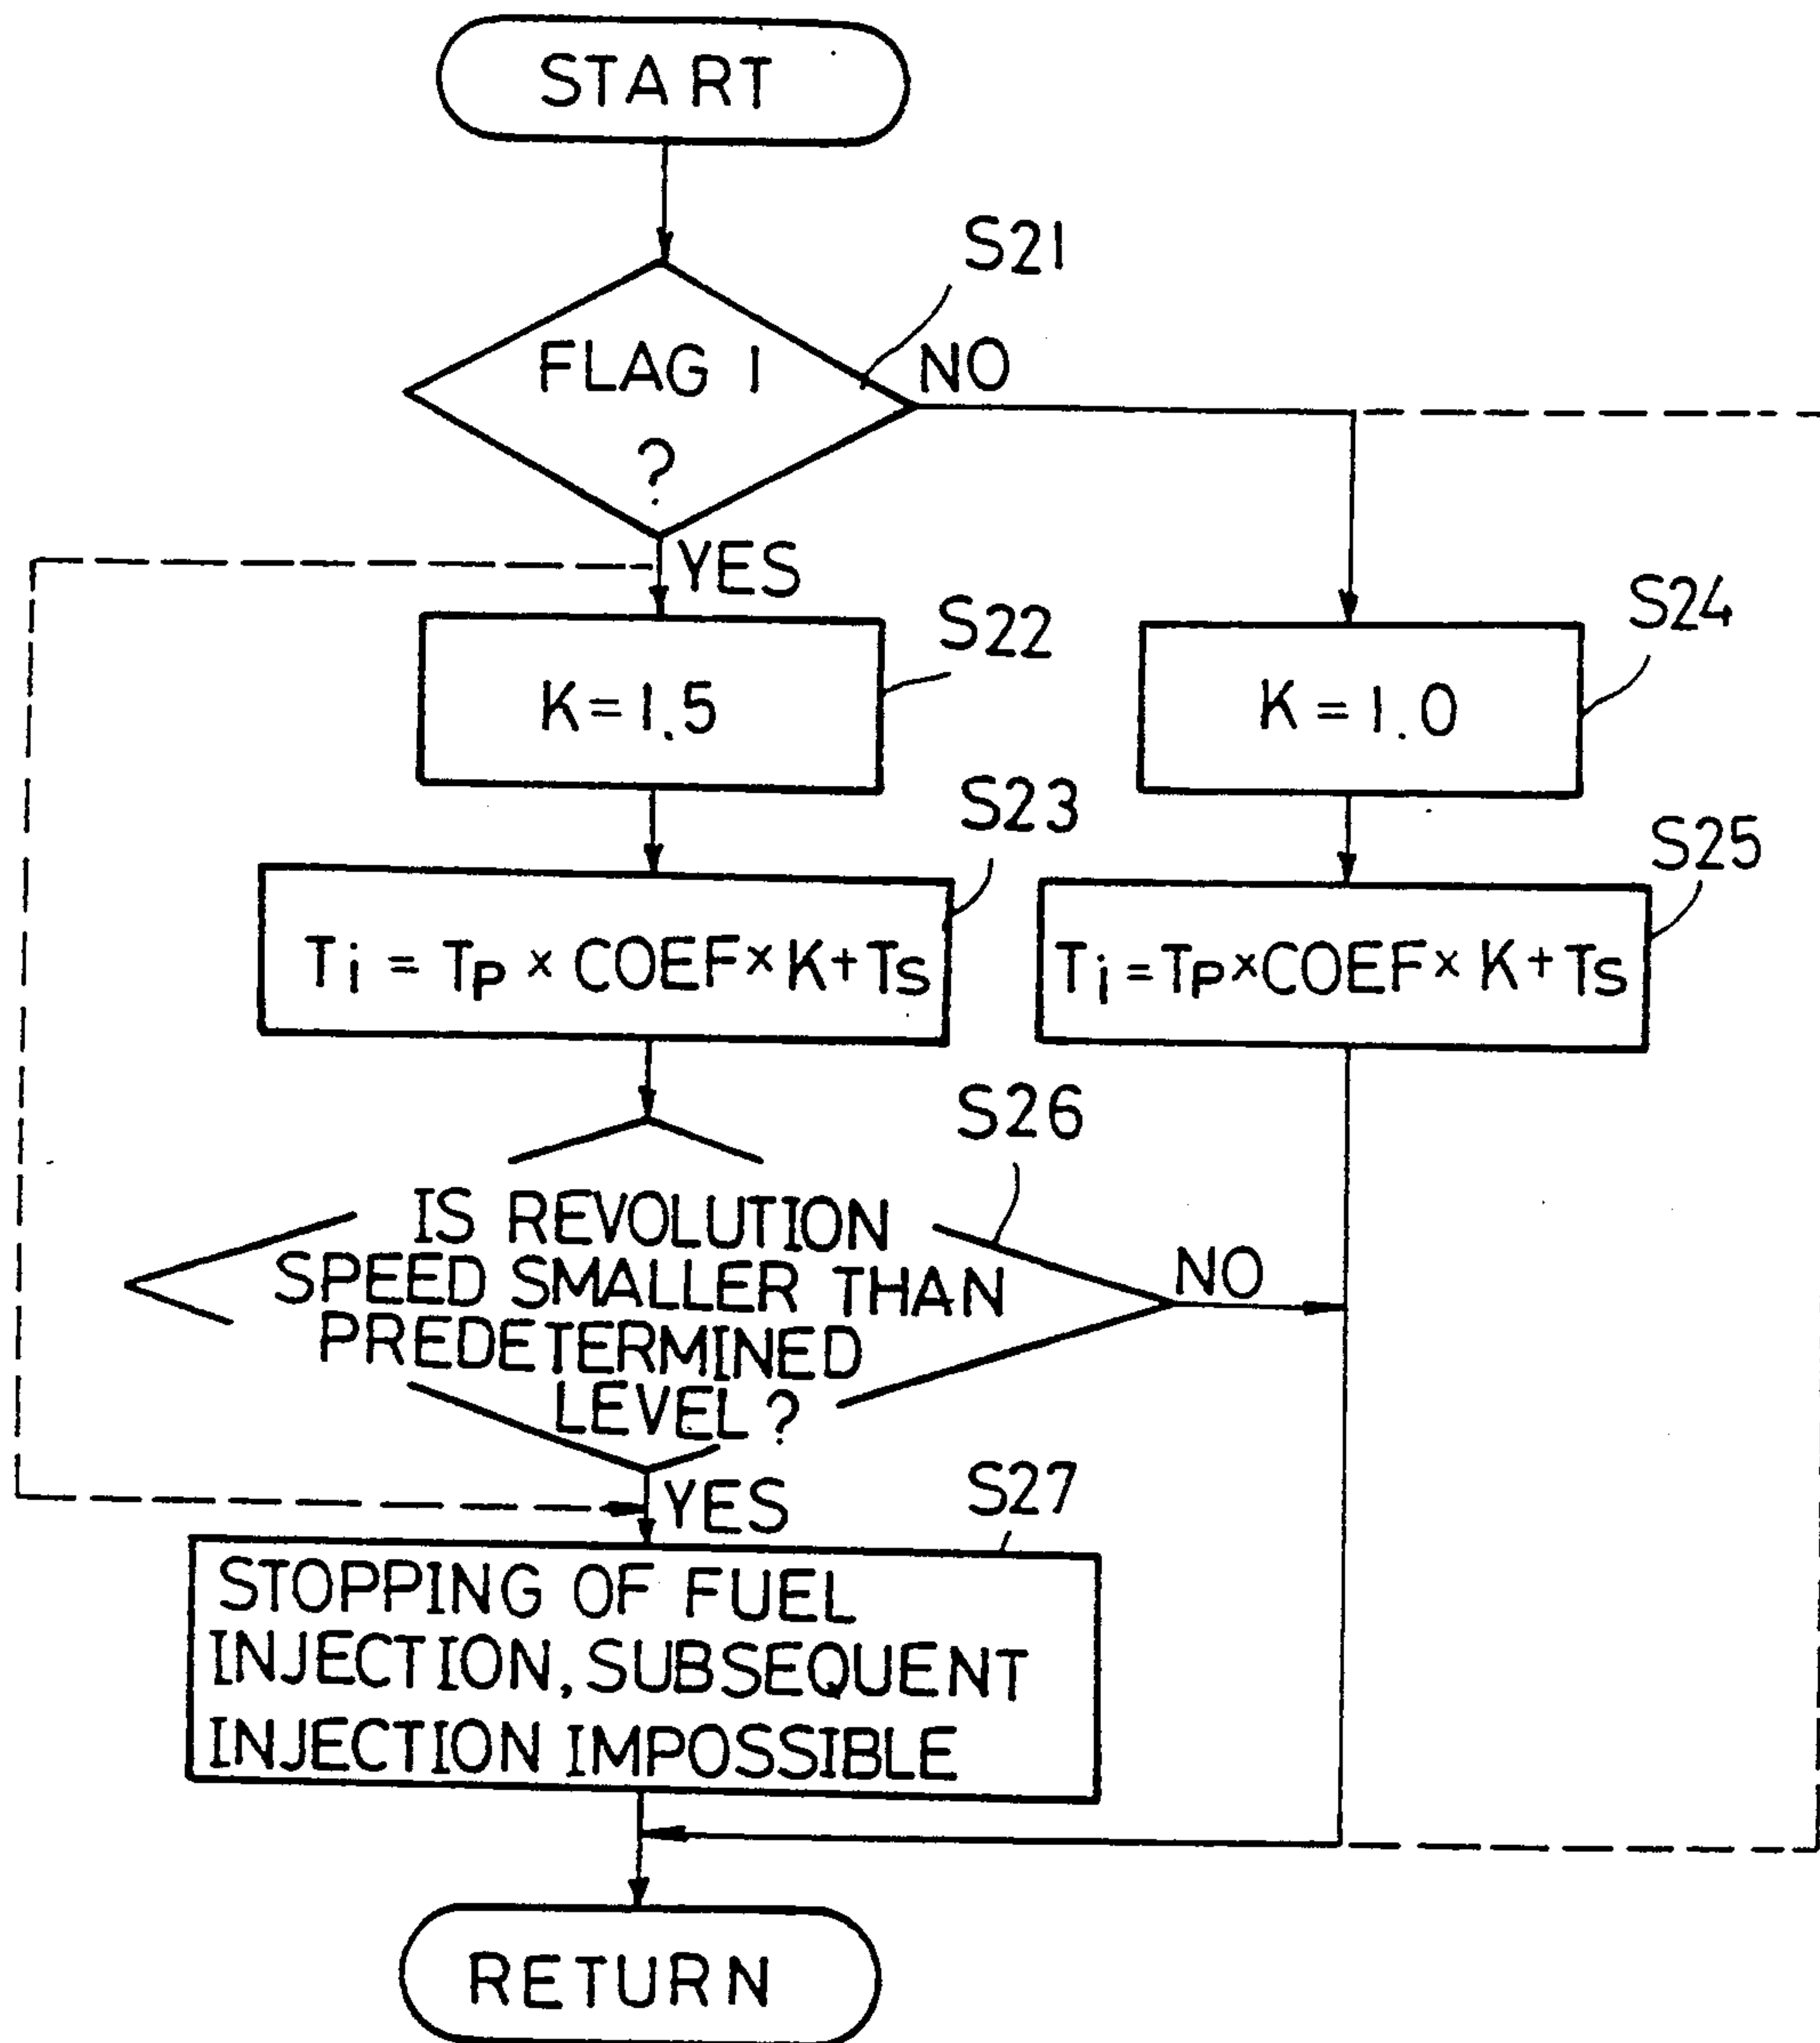 START
S21
FLAG 1
?
NO
YES
S22
K=1.5
S24
K=1.0
S23
Ti = Tp × COEF × K + Ts
S25
Ti = Tp × COEF × K + Ts
S26
IS REVOLUTION
SPEED SMALLER THAN
PREDETERMINED
LEVEL?
NO
YES
S27
STOPPING OF FUEL
INJECTION, SUBSEQUENT
INJECTION IMPOSSIBLE
RETURN